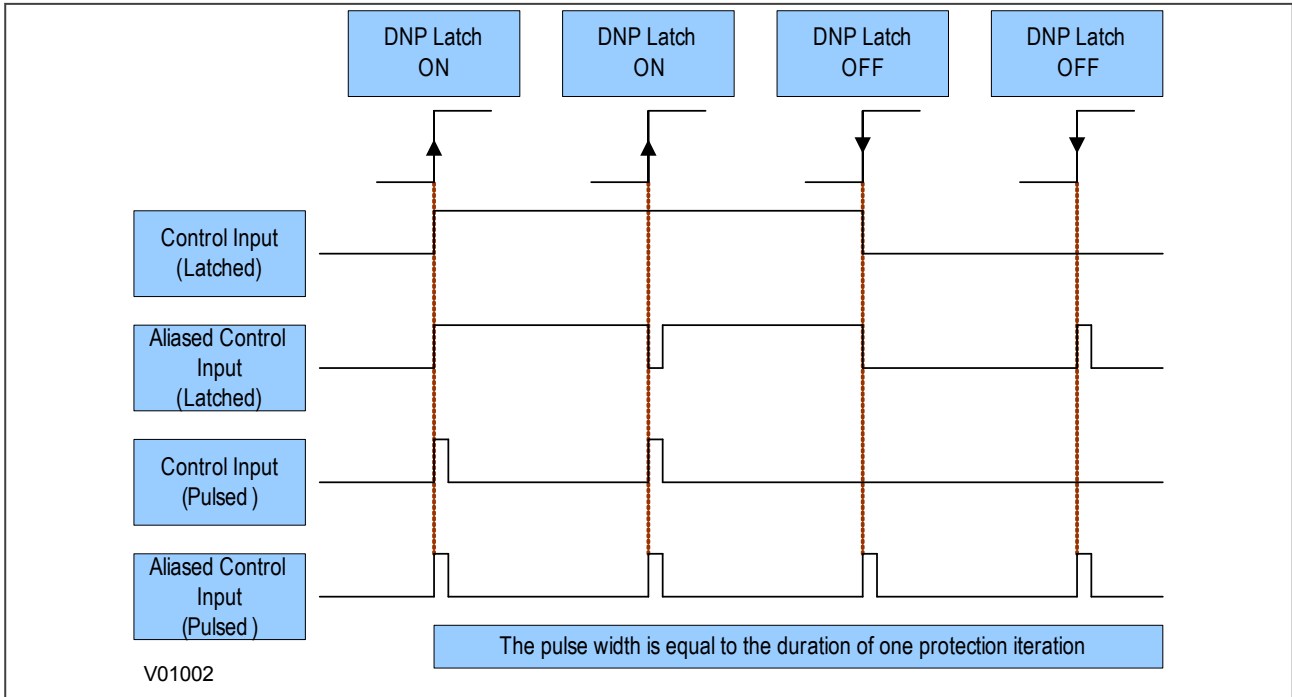 DNP Latch
ON
DNP Latch
ON
DNP Latch
OFF
DNP Latch
OFF
Control Input
(Latched)
Aliased Control
Input
(Latched)
Control Input
(Pulsed )
Aliased Control
Input
(Pulsed )
The pulse width is equal to the duration of one protection iteration
V01002